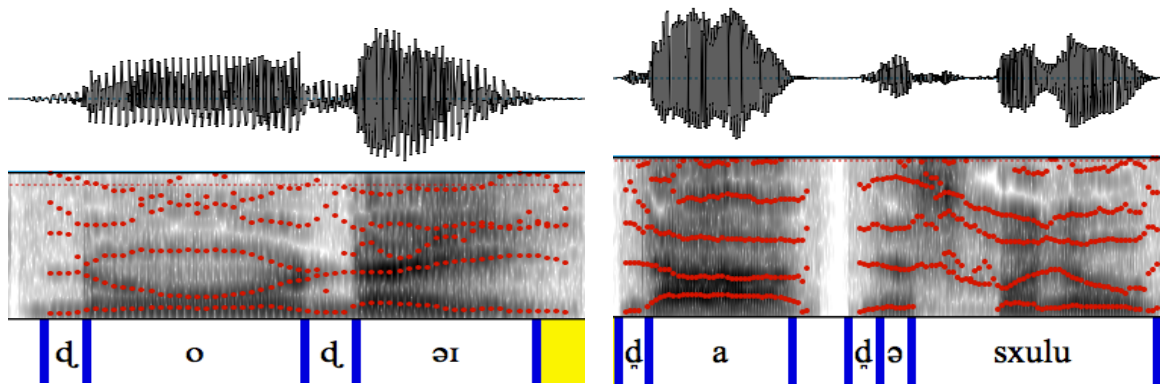 ɖ o ɖ əɪ
d̪ a d̪ ə sxulu